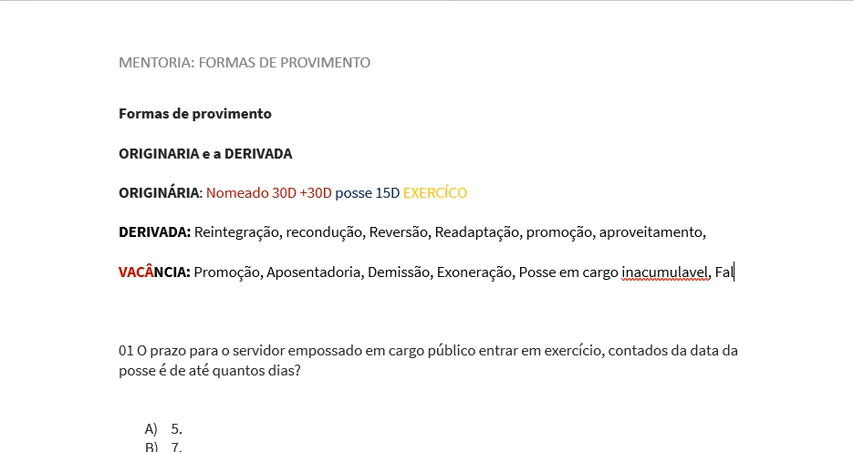 MENTORIA: FORMAS DE PROVIMENTO
Formas de provimento
ORIGINARIA e a DERIVADA
ORIGINÁRIA: Nomeado 30D +30D posse 15D EXERCÍCO
DERIVADA: Reintegração, recondução, Reversão, Readaptação, promoção, aproveitamento,
VACÂNCIA: Promoção, Aposentadoria, Demissão, Exoneração, Posse em cargo inacumulavel, Fal
01 O prazo para o servidor empossado em cargo público entrar em exercício, contados da data da
posse é de até quantos dias?
A) 5.
B) 7.